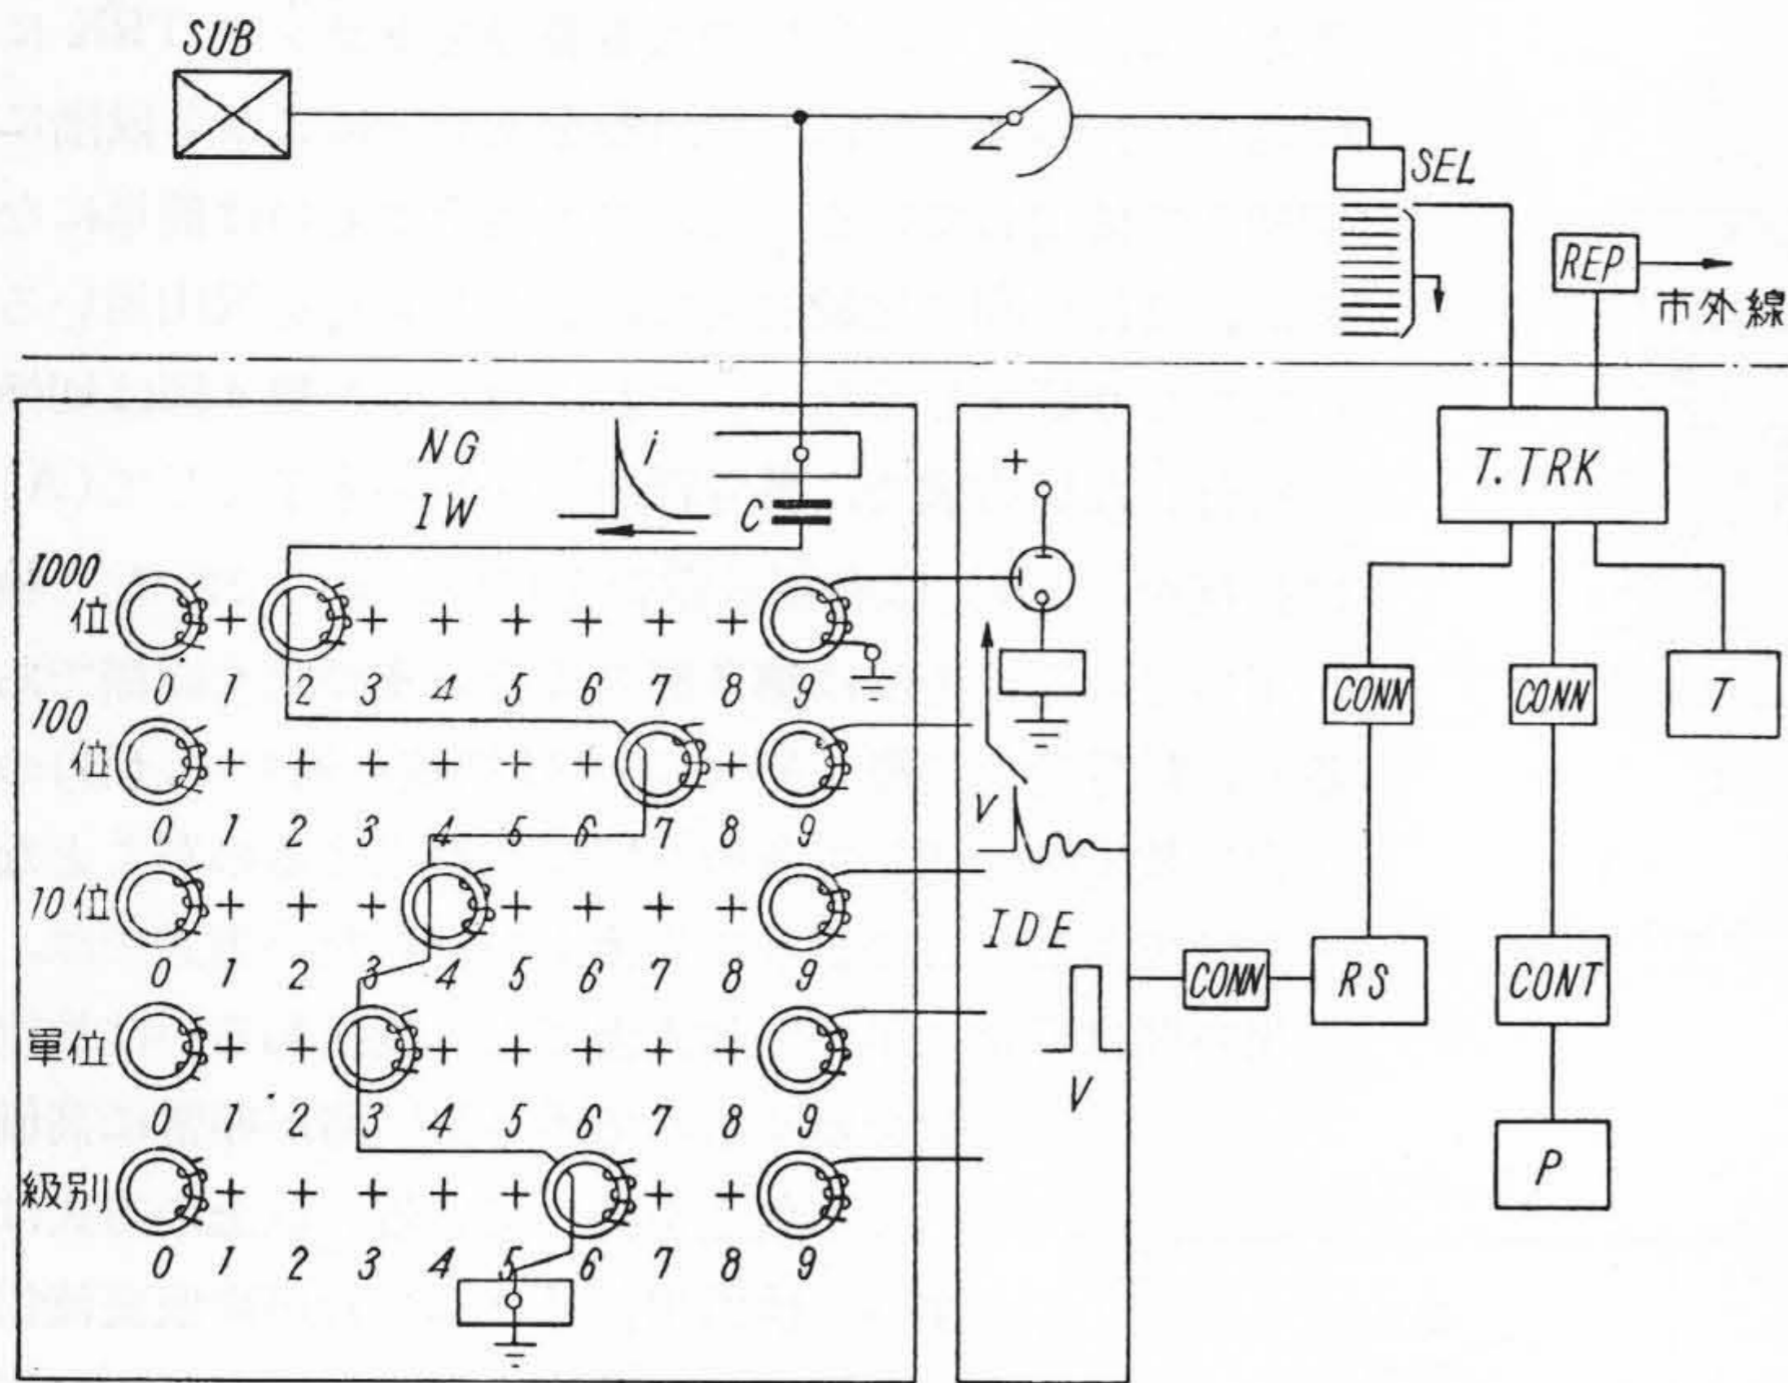 SUB
SEL
REP
市外線
NG
i
IW
C
+
T.TRK
1000
位
+ + + + + + +
0 1 2 3 4 5 6 7 8 9
100
位
+ + + + + + +
0 1 2 3 4 5 6 7 8 9
10位
+ + + + + + +
0 1 2 3 4 5 6 7 8 9
單位
+ + + + + + +
0 1 2 3 4 5 6 7 8 9
級別
+ + + + + + +
0 1 2 3 4 5 6 7 8 9
V
IDE
V
CONN
CONN
T
CONN
RS
CONT
P